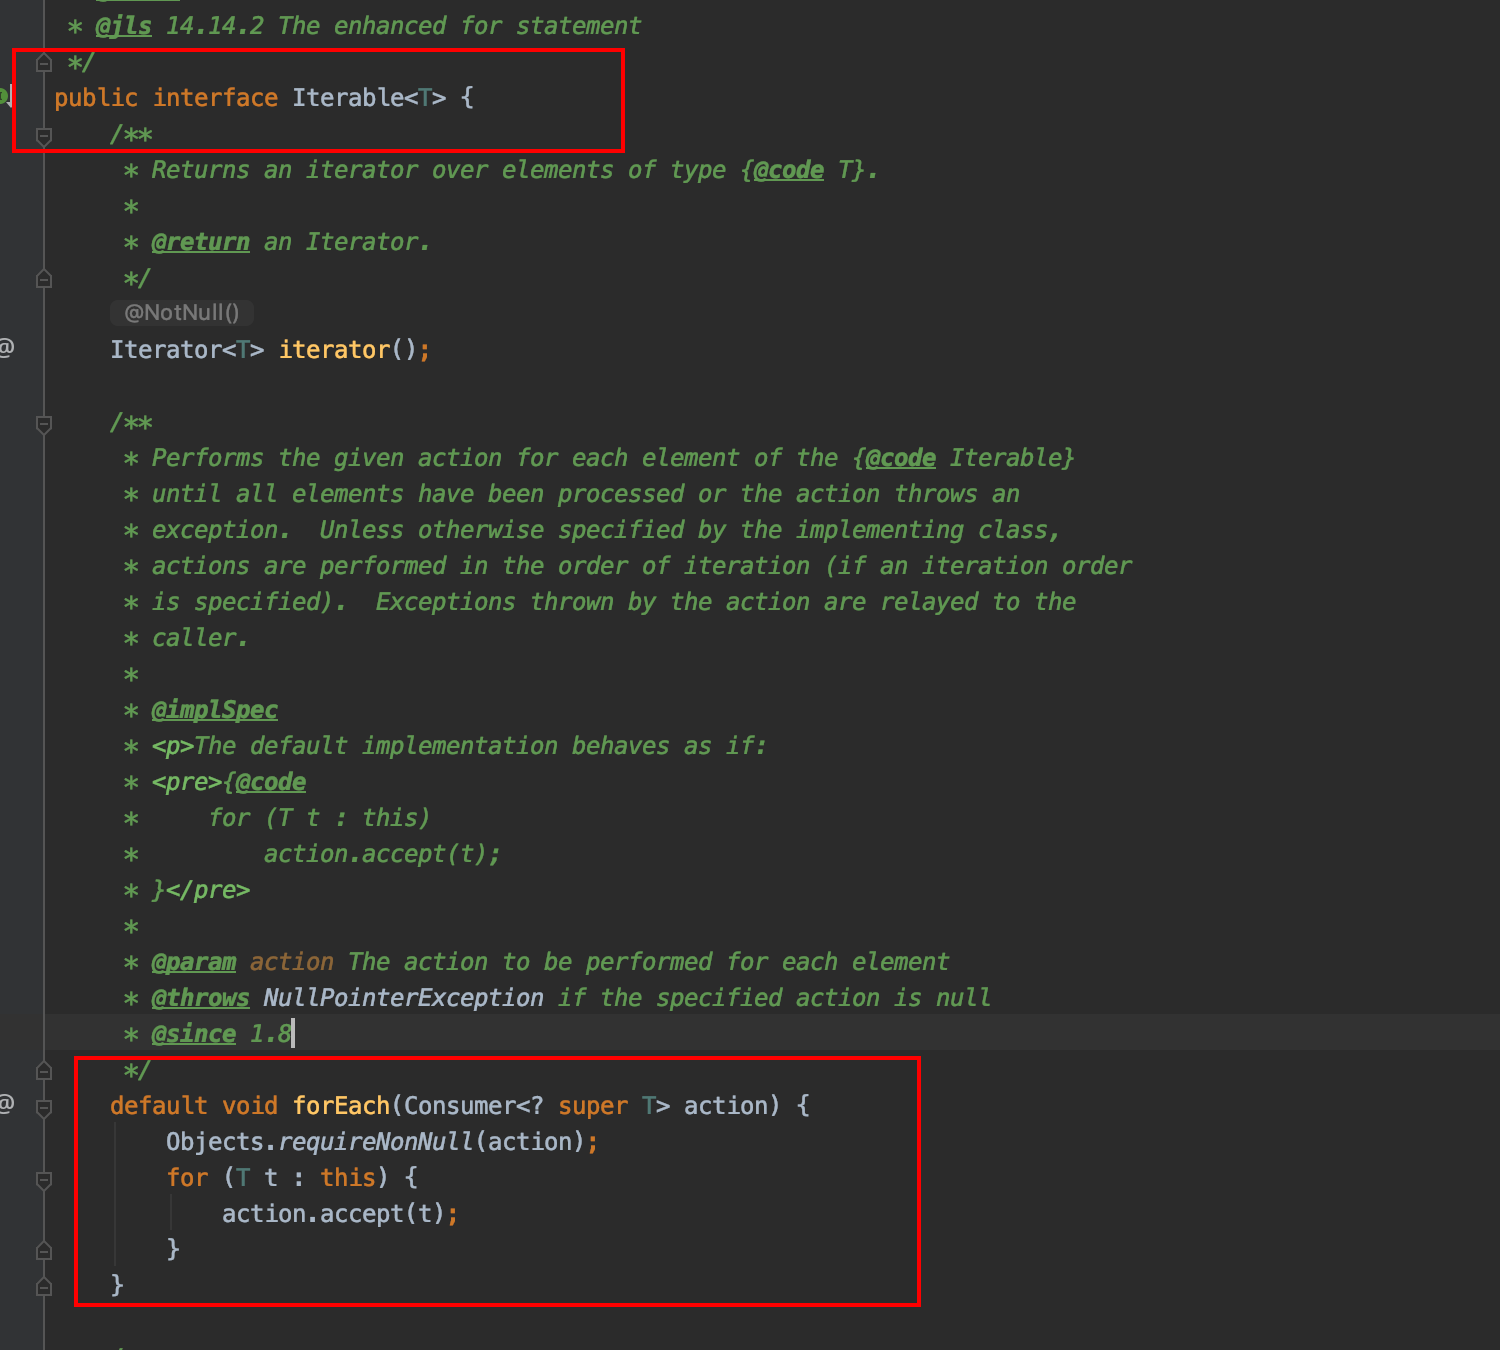 * @jls 14.14.2 The enhanced for statement
*/
public interface Iterable<T> {
/**
* Returns an iterator over elements of type {@code T}.
*
* @return an Iterator.
*/
@NotNull()
@ Iterator<T> iterator();
/**
* Performs the given action for each element of the {@code Iterable}
* until all elements have been processed or the action throws an
* exception.  Unless otherwise specified by the implementing class,
* actions are performed in the order of iteration (if an iteration order
* is specified).  Exceptions thrown by the action are relayed to the
* caller.
*
* @implSpec
* <p>The default implementation behaves as if:
* <pre>{@code
*     for (T t : this)
*         action.accept(t);
* }</pre>
*
* @param action The action to be performed for each element
* @throws NullPointerException if the specified action is null
* @since 1.8
*/
@ default void forEach(Consumer<? super T> action) {
Objects.requireNonNull(action);
for (T t : this) {
action.accept(t);
}
}